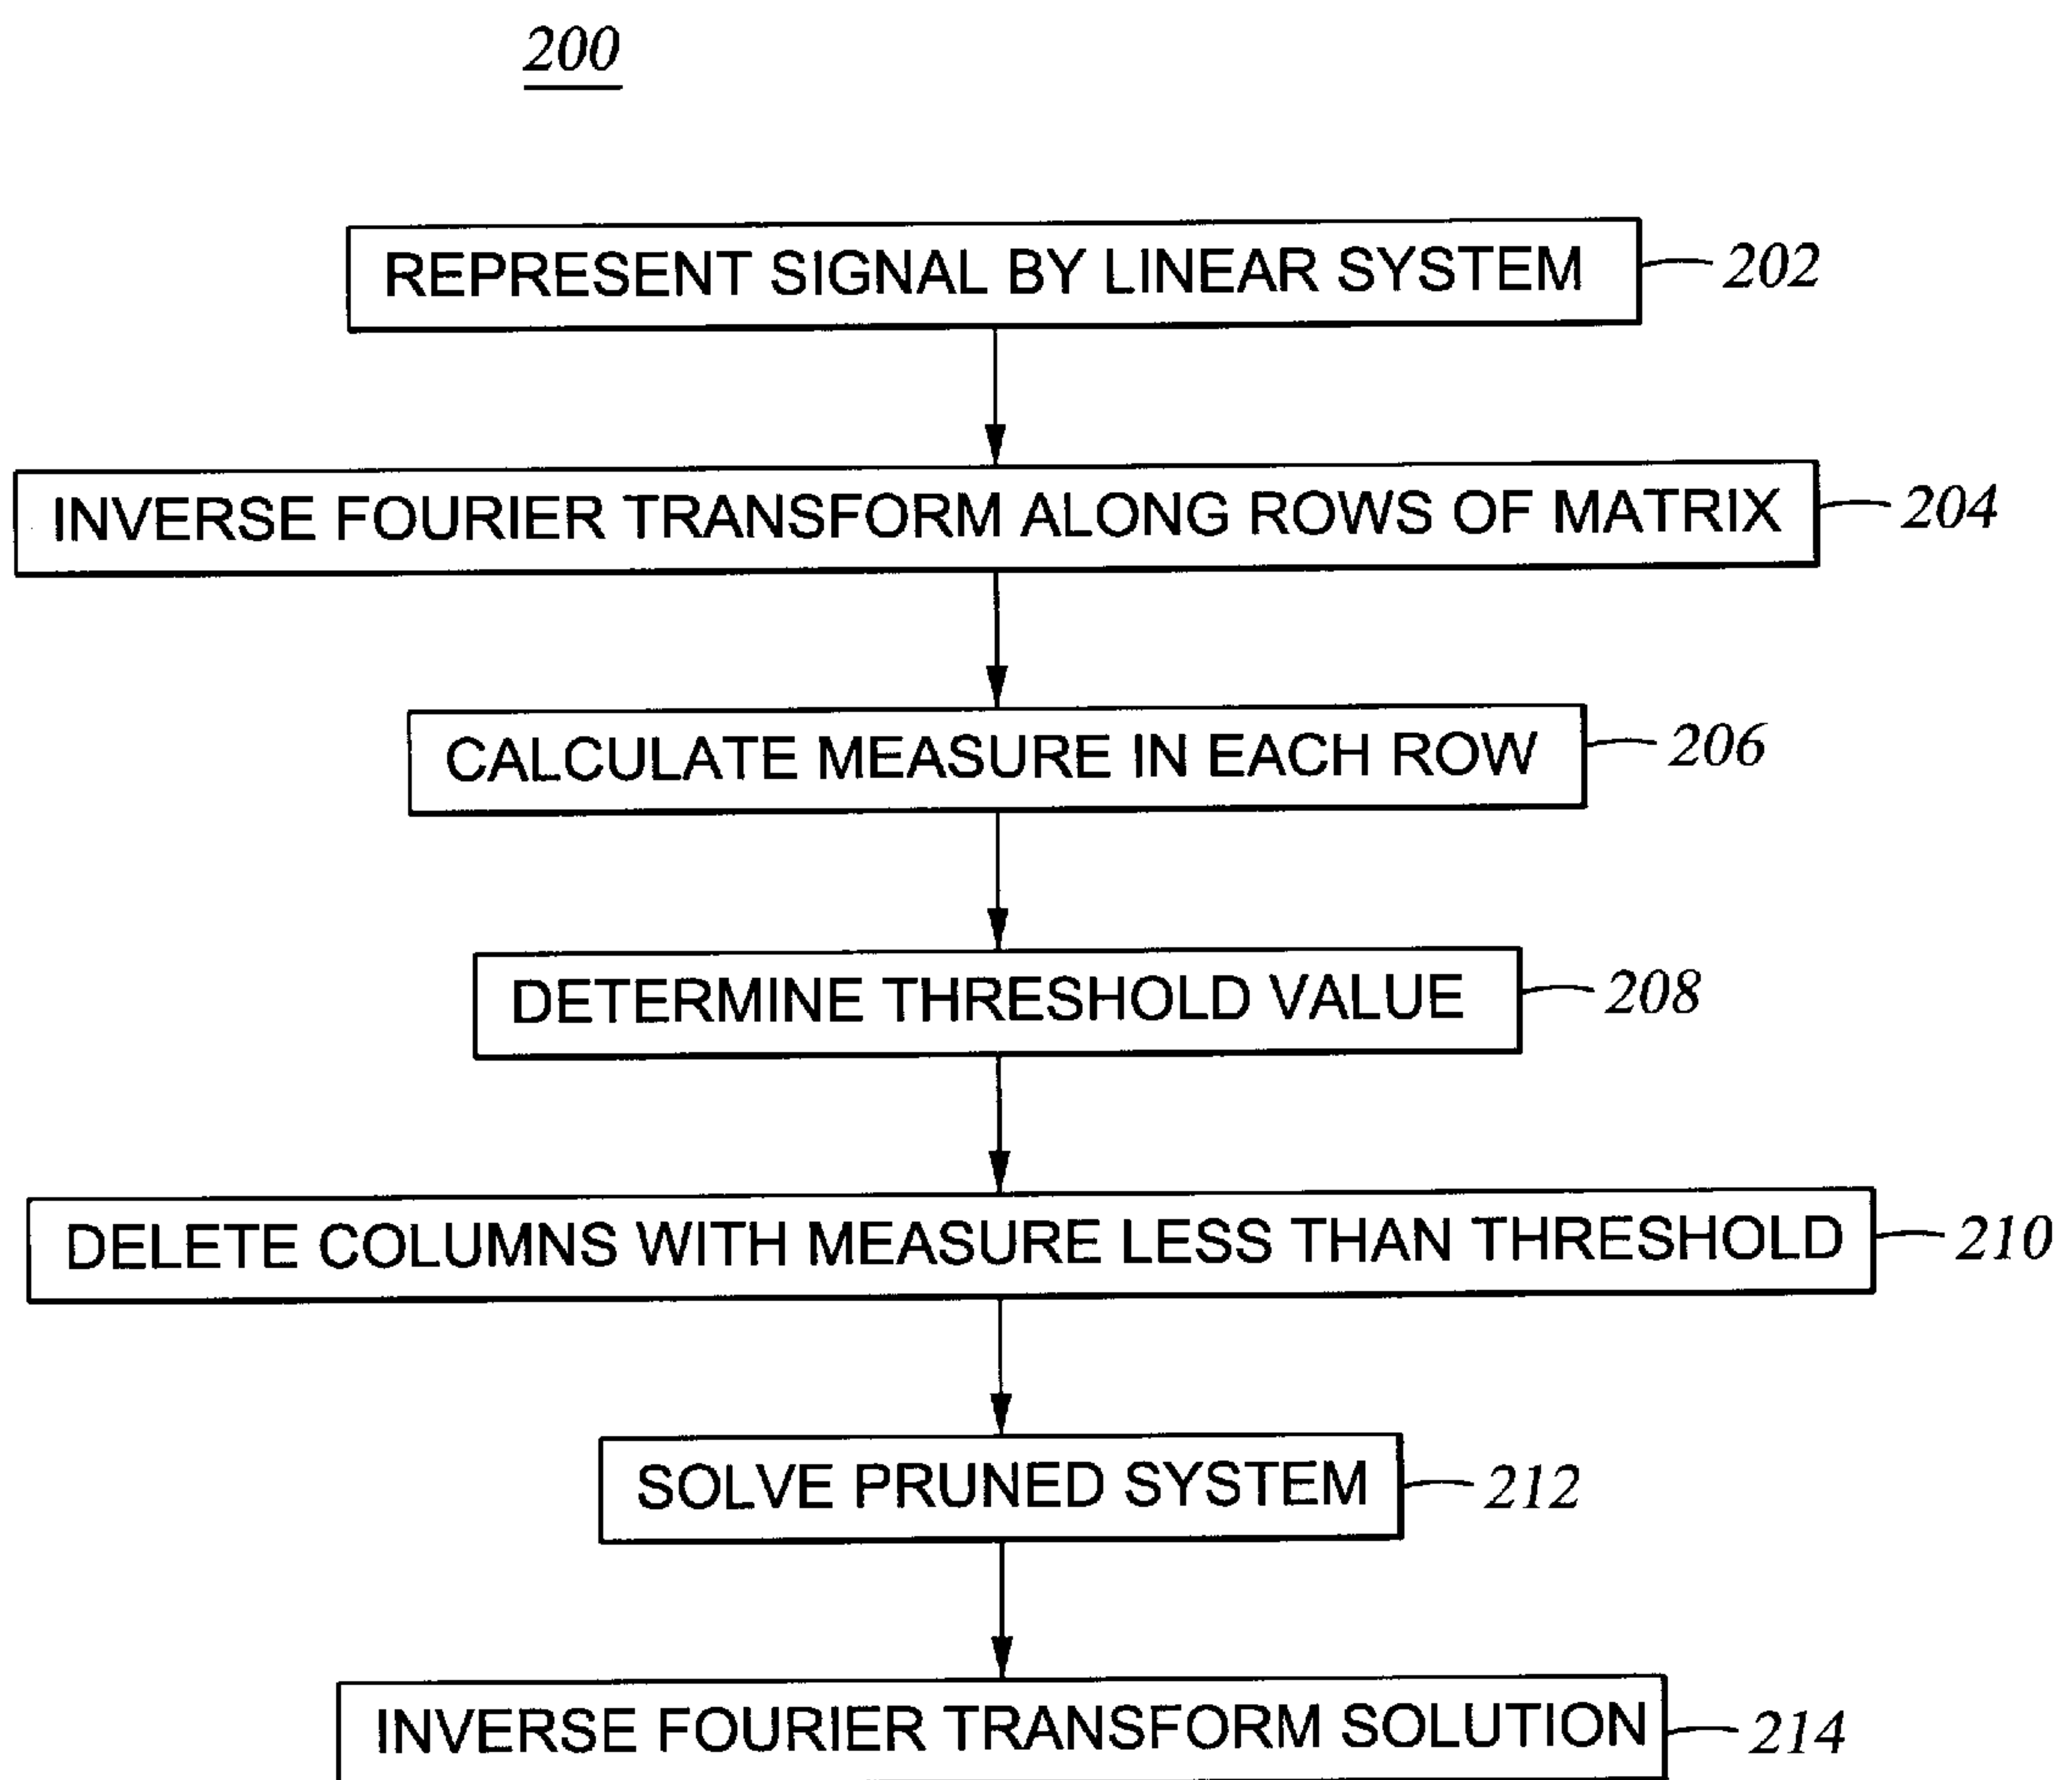 200
REPRESENT SIGNAL BY LINEAR SYSTEM 202
INVERSE FOURIER TRANSFORM ALONG ROWS OF MATRIX 204
CALCULATE MEASURE IN EACH ROW 206
DETERMINE THRESHOLD VALUE 208
DELETE COLUMNS WITH MEASURE LESS THAN THRESHOLD 210
SOLVE PRUNED SYSTEM 212
INVERSE FOURIER TRANSFORM SOLUTION 214